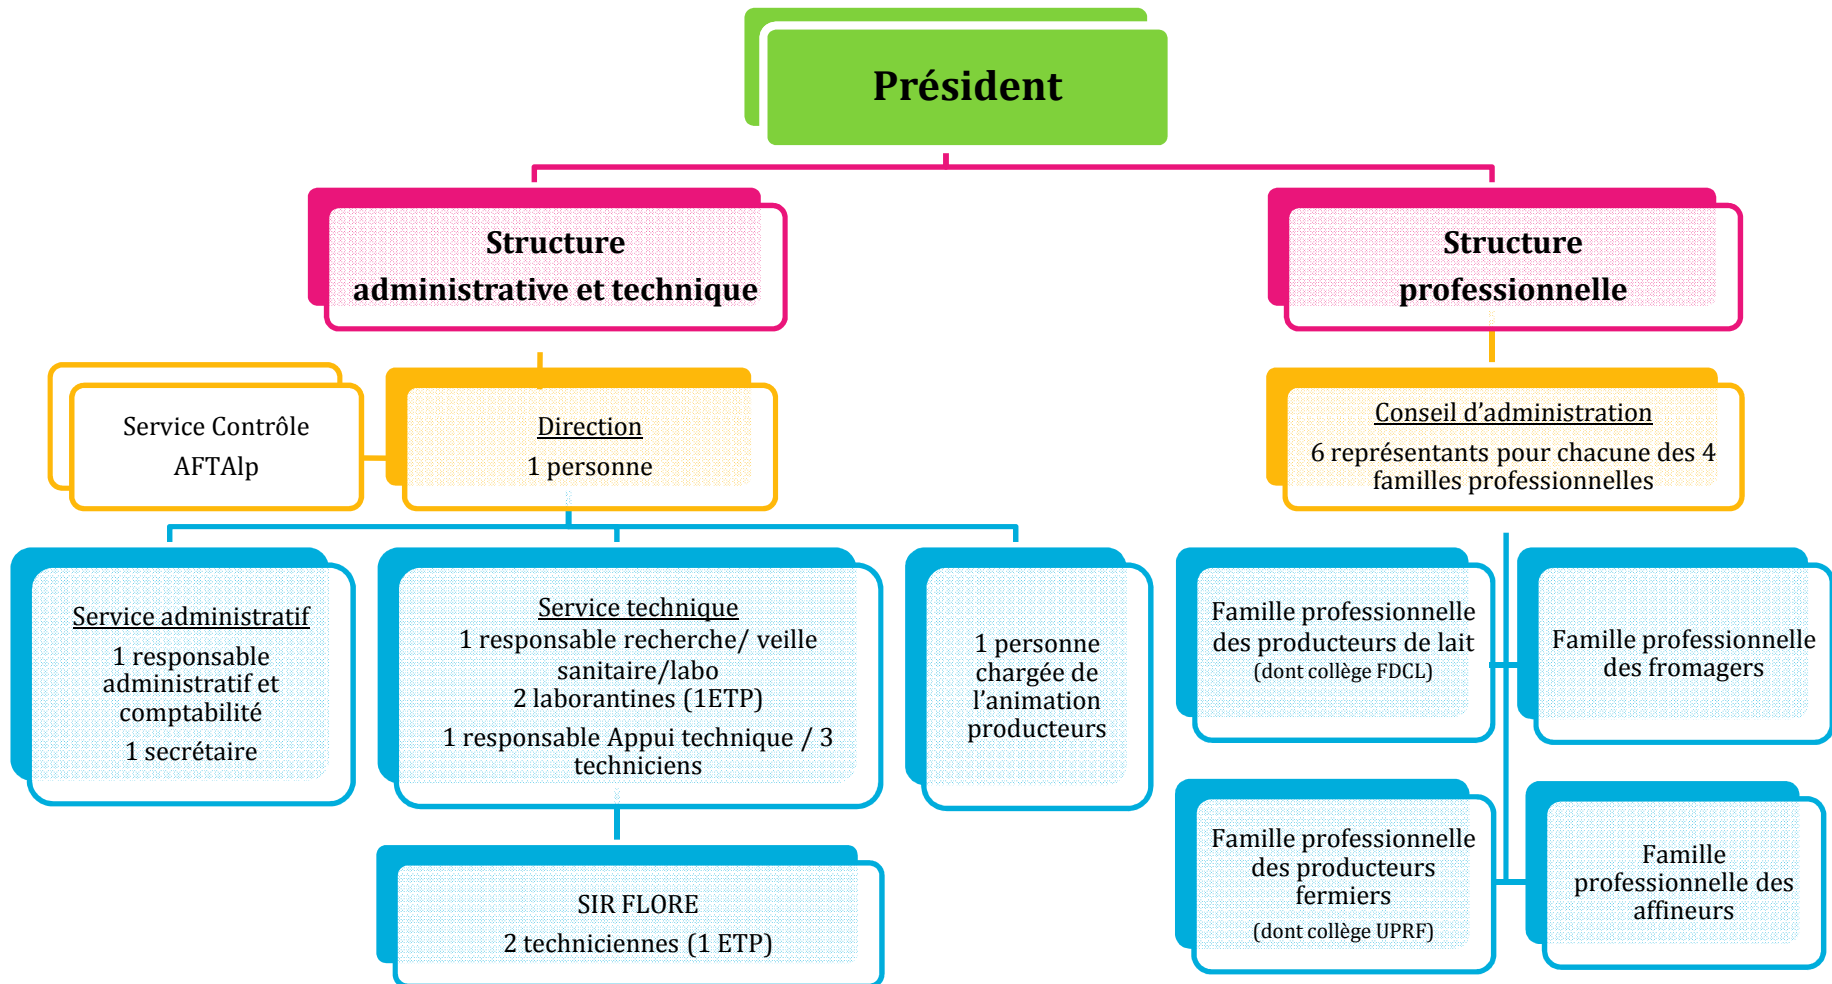 Président
Structure
administrative et technique
Structure
professionnelle
Service Contrôle
AFTAlp
Direction
1 personne
Conseil d’administration
6 représentants pour chacune des 4
familles professionnelles
Service administratif
1 responsable
administratif et
comptabilité
1 secrétaire
Service technique
1 responsable recherche/ veille
sanitaire/labo
2 laborantines (1ETP)
1 responsable Appui technique / 3
techniciens
1 personne
chargée de
l’animation
producteurs
Famille professionnelle
des producteurs de lait
(dont collège FDCL)
Famille professionnelle
des fromagers
SIR FLORE
2 techniciennes (1 ETP)
Famille professionnelle
des producteurs
fermiers
(dont collège UPRF)
Famille
professionnelle des
affineurs